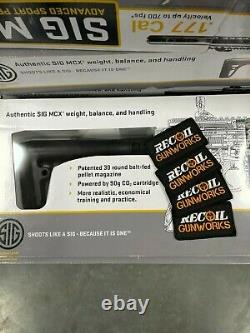 .177 Cal
Velocity up to 700 fps*
SIG M
ADVANCED SPORT P
Authentic SIG MCX® weight, balance, and handling
SHOOTS LIKE A SIG - BECAUSE IT IS ONE™
Authentic SIG MCX® weight, balance, and handling
• Patented 30 round belt-fed
pellet magazine
• Powered by 90g CO₂ cartridge
• More realistic, economical
training and practice.
RECOIL
GUNWORKS
RECOIL
GUNWORKS
RECOIL
GUNWORKS
RECOIL
GUNWORKS
SIG
SHOOTS LIKE A SIG - BECAUSE IT IS ONE™